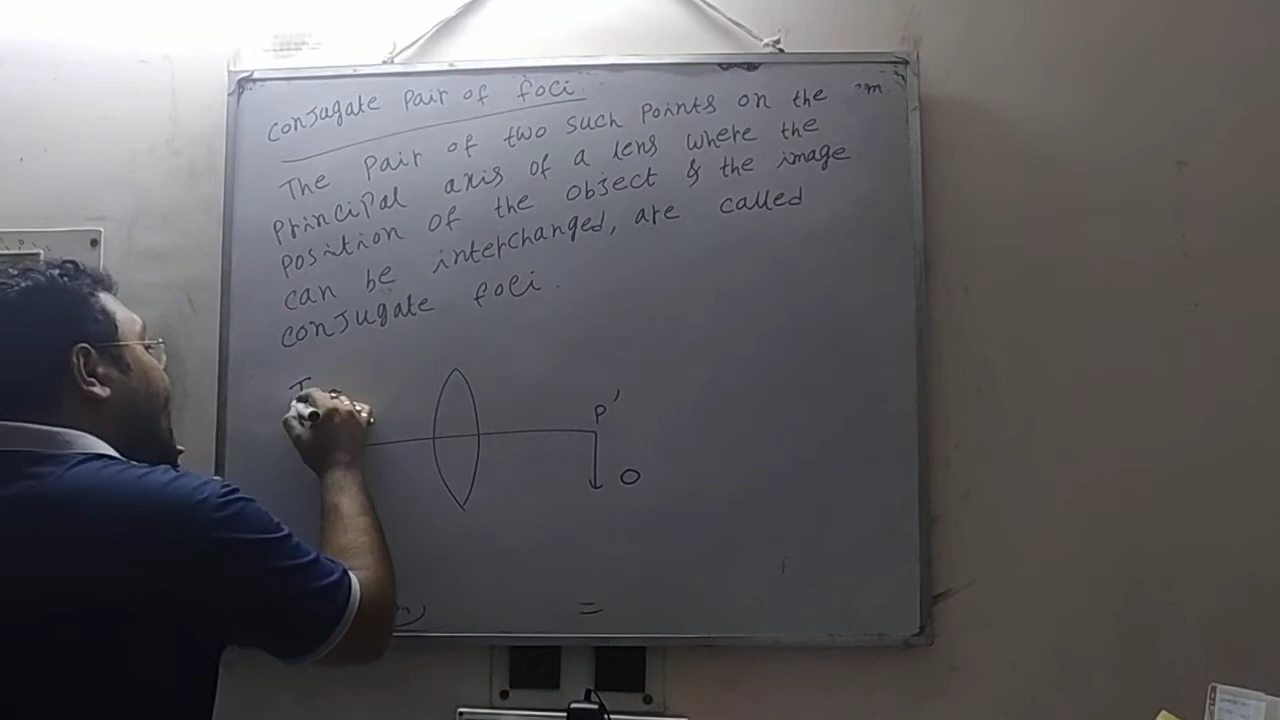 Conjugate Pair of foci
The Pair of two such points on the
principal axis of a lens where the
position of the object & the image
can be interchanged, are called
conjugate foci.
I
P'
O
=